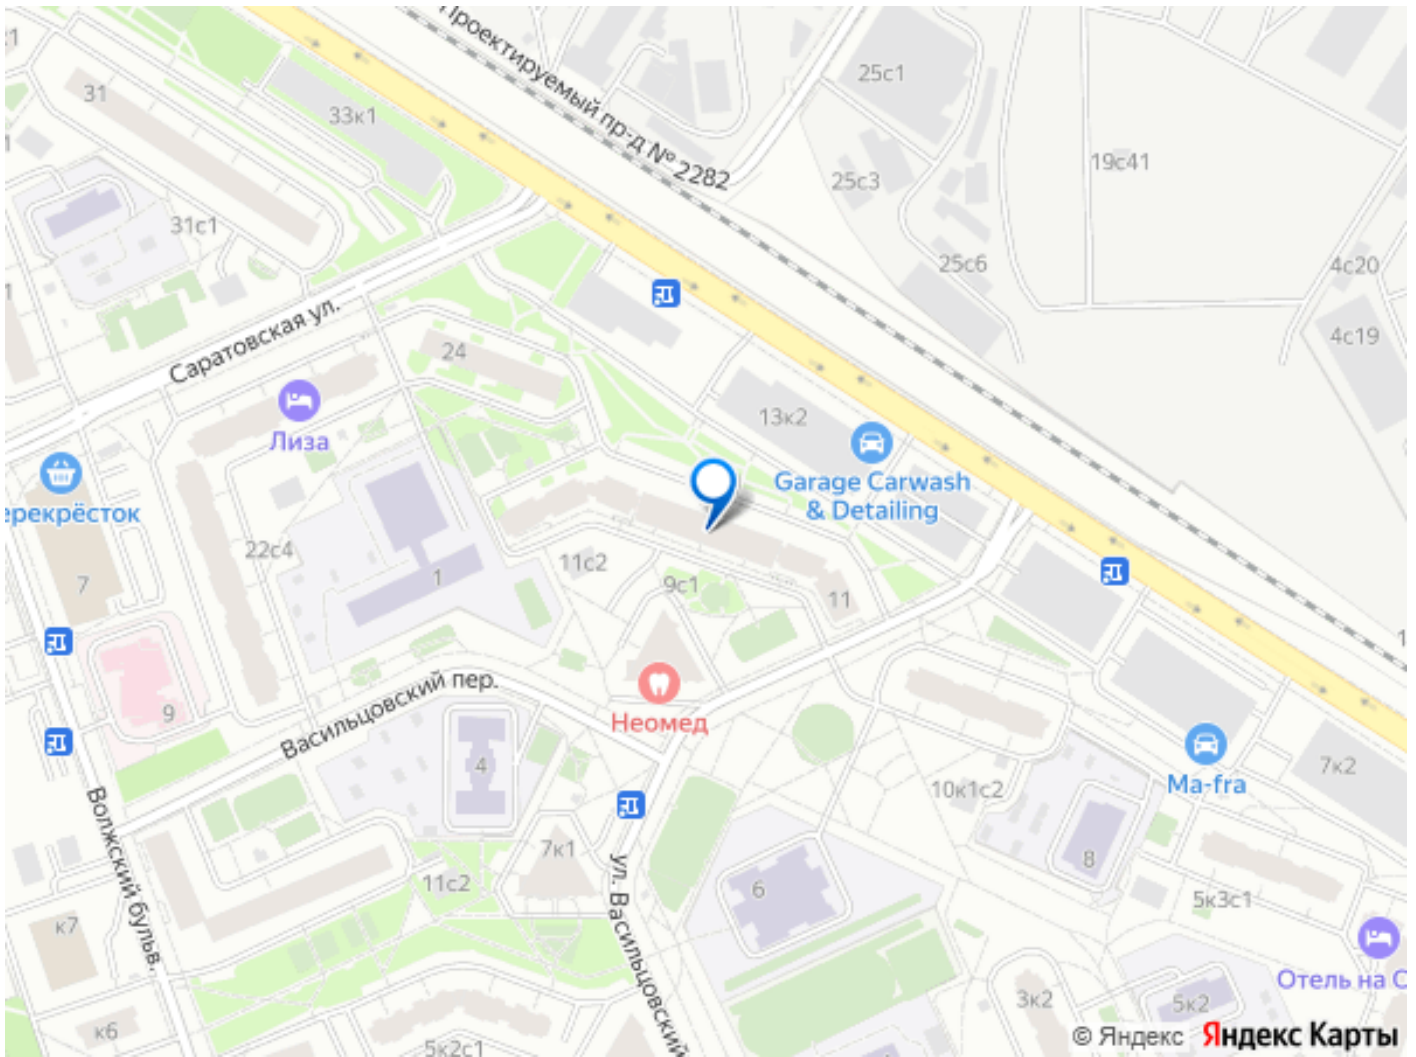 Проектируемый пр-д № 2282
31
33к1
25с1
19с41
25с3
31с1
25с6
4с20
4с19
Саратовская ул.
24
Лиза
13к2
Garage Carwash
& Detailing
ерекрёсток
22с4
7
1
11с2
9с1
11
Васильцовский пер.
Неомед
9
4
10к1с2
Ma-fra
7к2
Волжский бульв.
7к1
ул. Васильцовский
11с2
6
8
5к3с1
к7
Отель на С
3к2
5к2
к6
5к2с1
© Яндекс Яндекс Карты